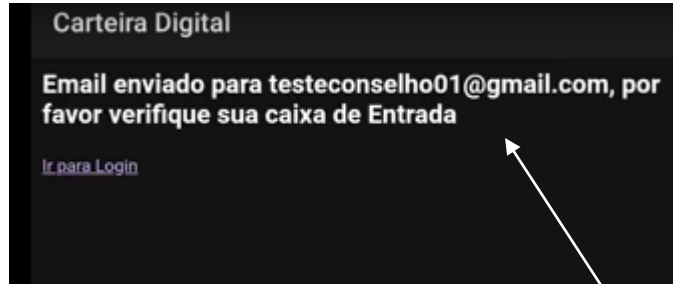 Carteira Digital
Email enviado para testeconselho01@gmail.com, por
favor verifique sua caixa de Entrada
Ir para Login